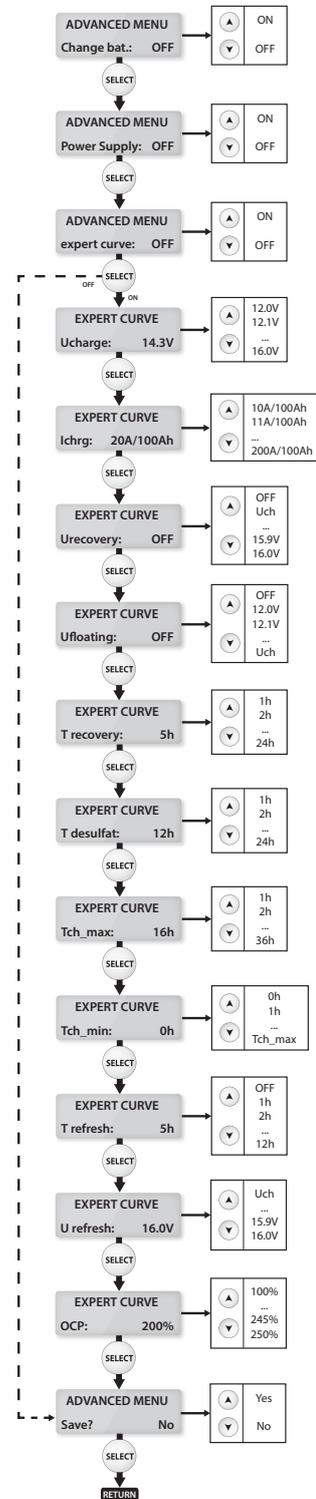 ADVANCED MENU
Change bat.: OFF
ON
OFF
SELECT
ADVANCED MENU
Power Supply: OFF
ON
OFF
SELECT
ADVANCED MENU
expert curve: OFF
ON
OFF
OFF
SELECT
ON
EXPERT CURVE
Ucharge: 14.3V
12.0V
12.1V
...
16.0V
SELECT
EXPERT CURVE
Ichrg: 20A/100Ah
10A/100Ah
11A/100Ah
...
200A/100Ah
SELECT
EXPERT CURVE
Urecovery: OFF
OFF
Uch
...
15.9V
16.0V
SELECT
EXPERT CURVE
Ufloating: OFF
OFF
12.0V
12.1V
...
Uch
SELECT
EXPERT CURVE
T recovery: 5h
1h
2h
...
24h
SELECT
EXPERT CURVE
T desulfat: 12h
1h
2h
...
24h
SELECT
EXPERT CURVE
Tch_max: 16h
1h
2h
...
36h
SELECT
EXPERT CURVE
Tch_min: 0h
0h
1h
...
Tch_max
SELECT
EXPERT CURVE
T refresh: 5h
OFF
1h
2h
...
12h
SELECT
EXPERT CURVE
U refresh: 16.0V
Uch
...
15.9V
16.0V
SELECT
EXPERT CURVE
OCP: 200%
100%
...
245%
250%
SELECT
ADVANCED MENU
Save? No
Yes
No
SELECT
RETURN